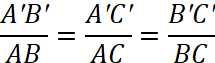 A′B′/AB = A′C′/AC = B′C′/BC